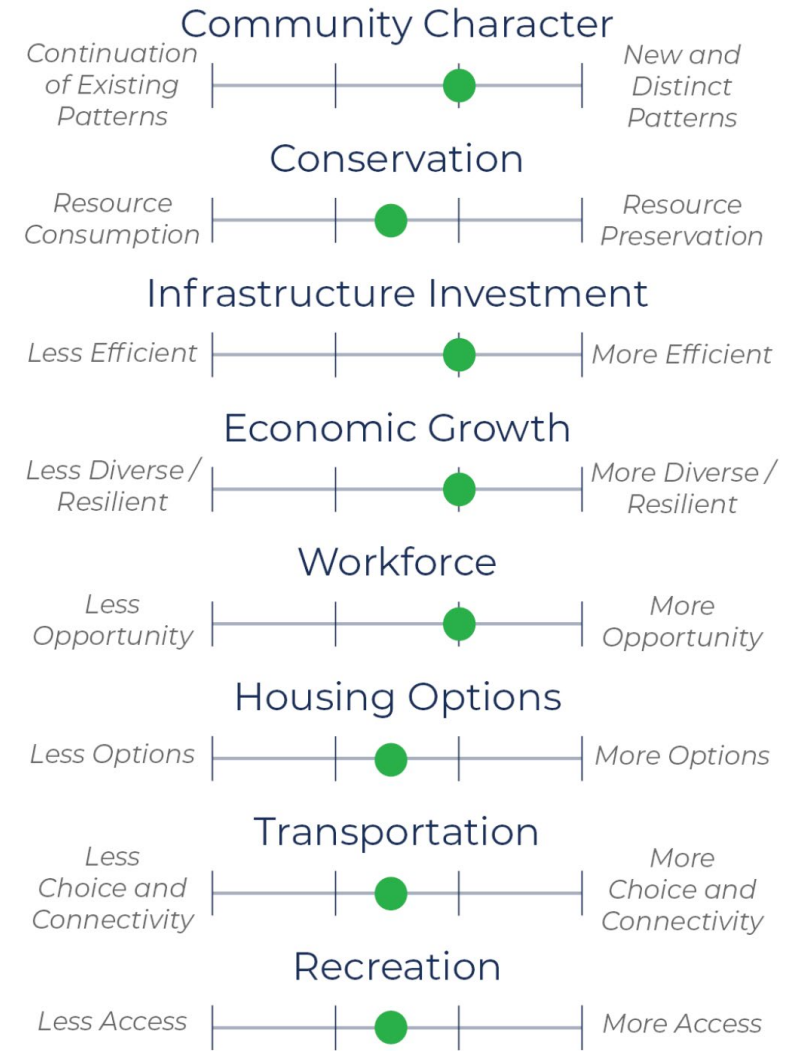 Community Character
Continuation
of Existing
Patterns
New and
Distinct
Patterns
Conservation
Resource
Consumption
Resource
Preservation
Infrastructure Investment
Less Efficient
More Efficient
Economic Growth
Less Diverse /
Resilient
More Diverse /
Resilient
Workforce
Less
Opportunity
More
Opportunity
Housing Options
Less Options
More Options
Transportation
Less
Choice and
Connectivity
More
Choice and
Connectivity
Recreation
Less Access
More Access